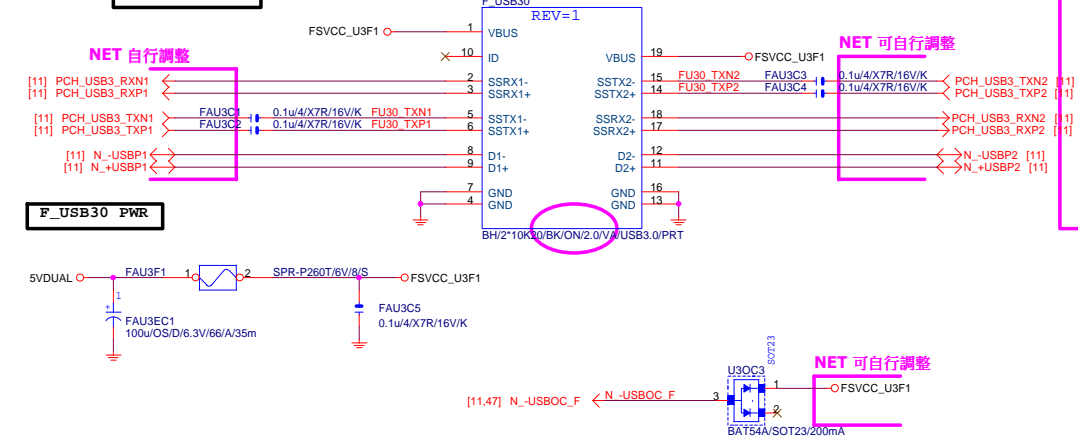 F_USB30
REV=1
FSVCC_U3F1
1
VBUS
10
ID
VBUS
19
FSVCC_U3F1
NET 自行調整
NET 可自行調整
[11] PCH_USB3_RXN1
2
SSRX1-
SSTX2-
15
FU30_TXN2
FAU3C3
0.1u/4/X7R/16V/K
PCH_USB3_TXN2 [11]
[11] PCH_USB3_RXP1
3
SSRX1+
SSTX2+
14
FU30_TXP2
FAU3C4
0.1u/4/X7R/16V/K
PCH_USB3_TXP2 [11]
[11] PCH_USB3_TXN1
FAU3C1
0.1u/4/X7R/16V/K
FU30_TXN1
5
SSTX1-
SSRX2-
18
PCH_USB3_RXN2 [11]
[11] PCH_USB3_TXP1
FAU3C2
0.1u/4/X7R/16V/K
FU30_TXP1
6
SSTX1+
SSRX2+
17
PCH_USB3_RXP2 [11]
[11] N_-USBP1
8
D1-
D2-
12
N_-USBP2 [11]
[11] N_+USBP1
9
D1+
D2+
11
N_+USBP2 [11]
7
GND
GND
16
4
GND
GND
13
BH/2*10K20/BK/ON/2.0/VA/USB3.0/PRT
F_USB30 PWR
5VDUAL
FAU3F1
1
2
SPR-P260T/6V/8/S
FSVCC_U3F1
1
+
FAU3EC1
100u/OS/D/6.3V/66/A/35m
FAU3C5
0.1u/4/X7R/16V/K
SOT23
NET 可自行調整
U3OC3
[11,47] N_-USBOC_F
N_-USBOC_F
3
1
FSVCC_U3F1
2
BAT54A/SOT23/200mA